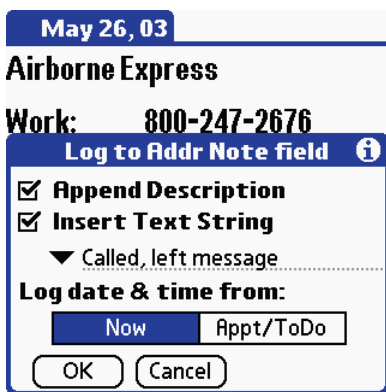 May 26, 03
Airborne Express
Work: 800-247-2676
Log to Addr Note field
Append Description
Insert Text String
Called, left message
Log date & time from:
Now Appt/ToDo
OK Cancel